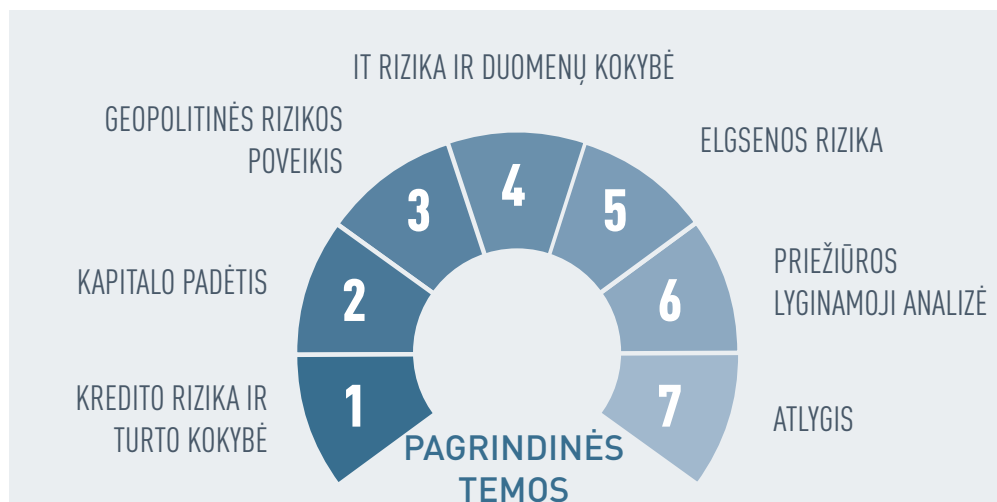 IT RIZIKA IR DUOMENŲ KOKYBĖ
GEOPOLITINĖS RIZIKOS
POVEIKIS
ELGSENOS RIZIKA
KAPITALO PADĖTIS
PRIEŽIŪROS
LYGINAMOJI ANALIZĖ
KREDITO RIZIKA IR
TURTO KOKYBĖ
ATLYGIS
1
2
3
4
5
6
7
PAGRINDINĖS
TEMOS